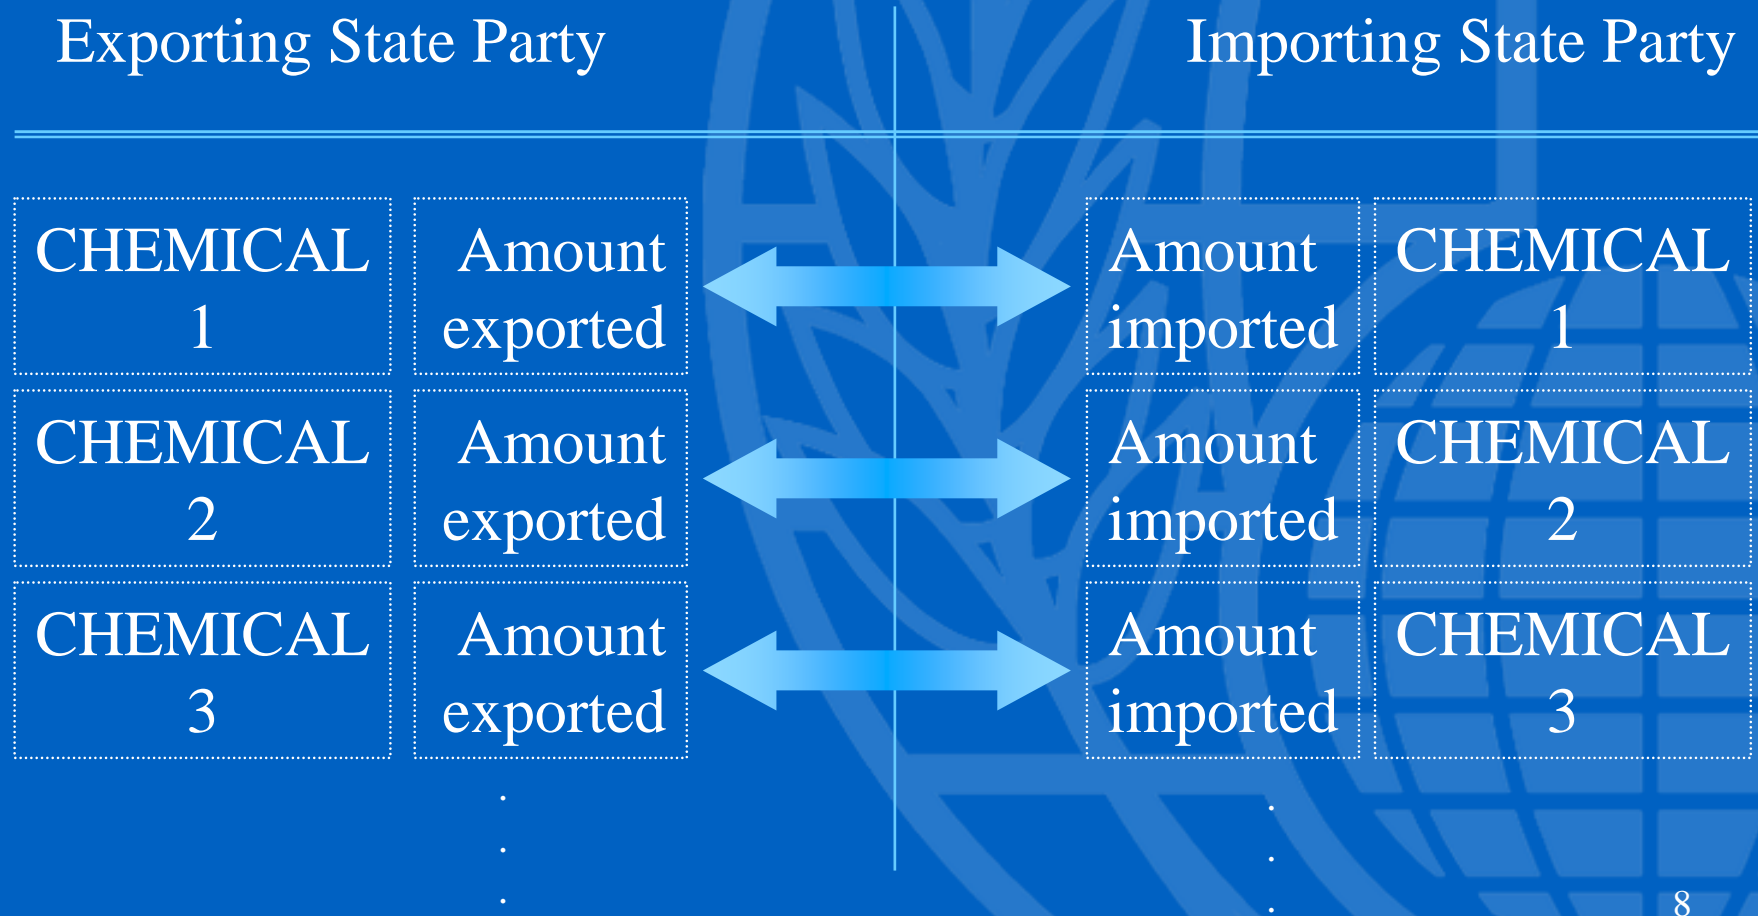 Exporting State Party
Importing State Party
CHEMICAL
1
Amount
exported
Amount
imported
CHEMICAL
1
CHEMICAL
2
Amount
exported
Amount
imported
CHEMICAL
2
CHEMICAL
3
Amount
exported
Amount
imported
CHEMICAL
3
.
.
.
.
.
.
8